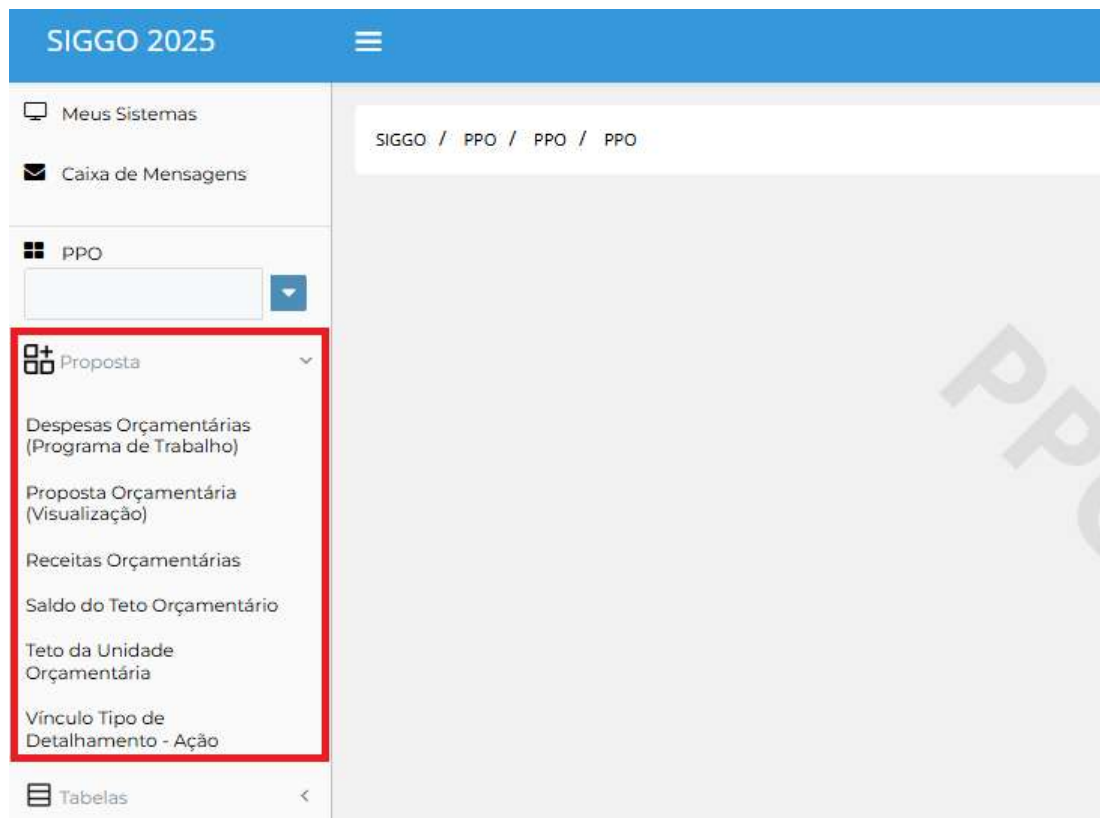 SIGGO 2025
Meus Sistemas
SIGGO / PPO / PPO / PPO
Caixa de Mensagens
PPO
Proposta
Despesas Orçamentárias
(Programa de Trabalho)
Proposta Orçamentária
(Visualização)
Receitas Orçamentárias
Saldo do Teto Orçamentário
Teto da Unidade
Orçamentária
Vínculo Tipo de
Detalhamento - Ação
Tabelas
PPO